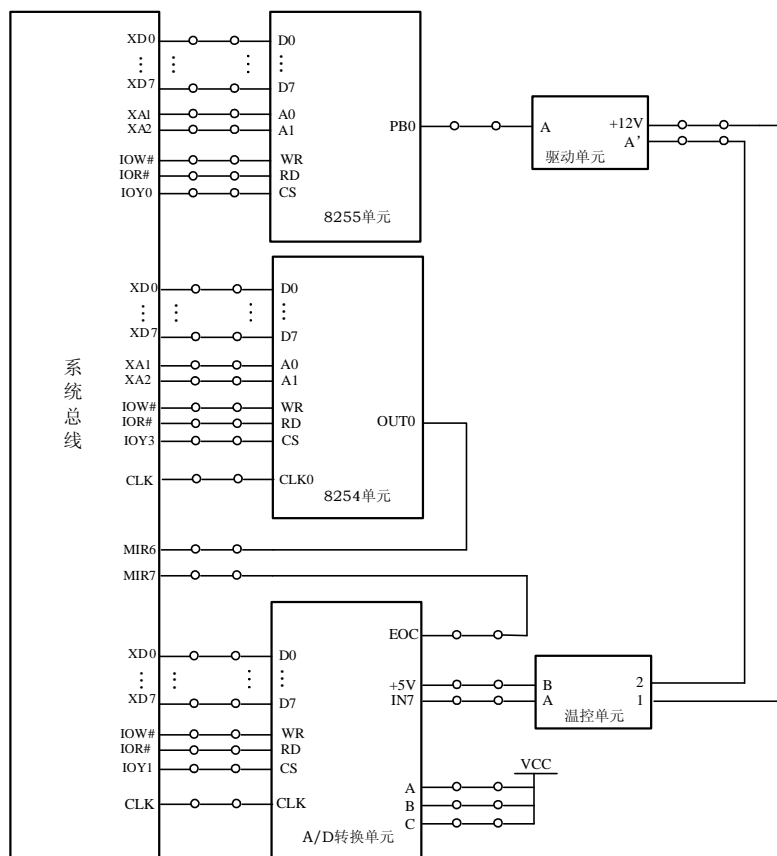 系统总线
XD0
XD7
XA1
XA2
IOW#
IOR#
IOY0
D0
D7
A0
A1
WR
RD
CS
PB0
8255单元
A
+12V
A'
驱动单元
XD0
XD7
XA1
XA2
IOW#
IOR#
IOY3
CLK
D0
D7
A0
A1
WR
RD
CS
CLK0
OUT0
8254单元
MIR6
MIR7
XD0
XD7
IOW#
IOR#
IOY1
CLK
D0
D7
WR
RD
CS
CLK
EOC
+5V
IN7
A
B
C
A/D转换单元
B
A
2
1
温控单元
VCC